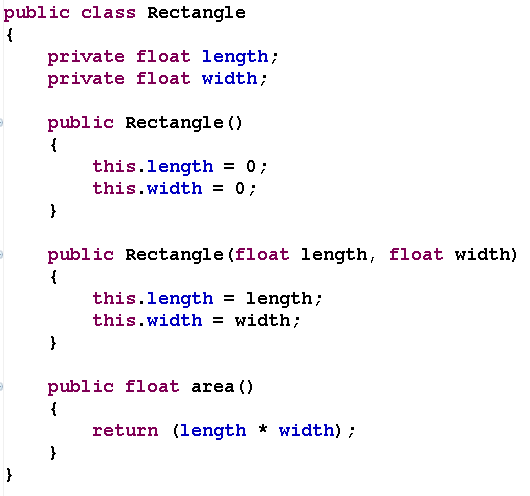 public class Rectangle
{
    private float length;
    private float width;

    public Rectangle()
    {
        this.length = 0;
        this.width = 0;
    }

    public Rectangle(float length, float width)
    {
        this.length = length;
        this.width = width;
    }

    public float area()
    {
        return (length * width);
    }
}